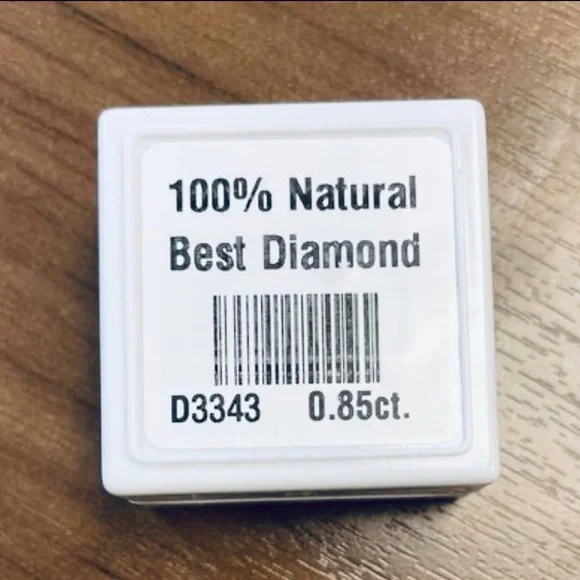 100% Natural
Best Diamond
D3343 0.85ct.